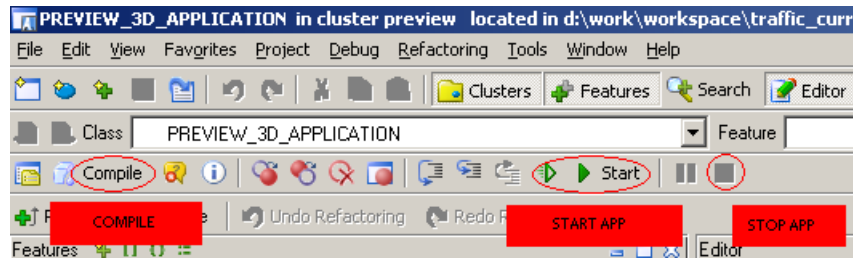 PREVIEW_3D_APPLICATION in cluster preview located in d:\work\workspace\traffic_curr
File Edit View Favorites Project Debug Refactoring Tools Window Help
Clusters Features Search Editor
Class PREVIEW_3D_APPLICATION Feature
Compile Start
Undo Refactoring Redo
COMPILE START APP STOP APP
Features Editor